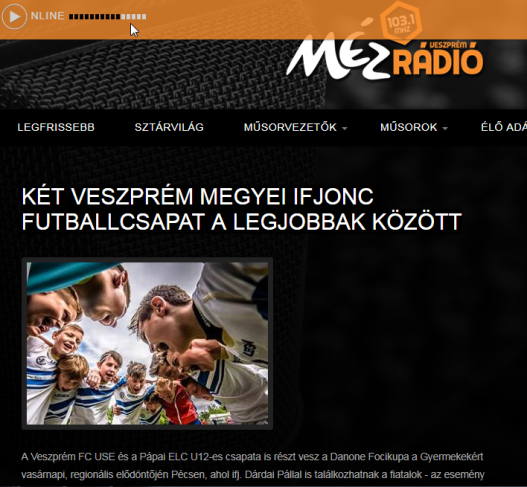 NLINE
103.1
MHZ
VESZPRÉM
MÉZ RÁDIÓ
LEGFRISSEBB SZTÁRVILÁG MŰSORVEZETŐK MŰSOROK ÉLŐ ADÁ
KÉT VESZPRÉM MEGYEI IFJONC
FUTBALLCSAPAT A LEGJOBBAK KÖZÖTT
A Veszprém FC USE és a Pápai ELC U12-es csapata is részt vesz a Danone Focikupa a Gyermekekért
vasárnapi, regionális elődöntőjén Pécsen, ahol ifj. Dárdai Pállal is találkozhatnak a fiatalok - az esemény